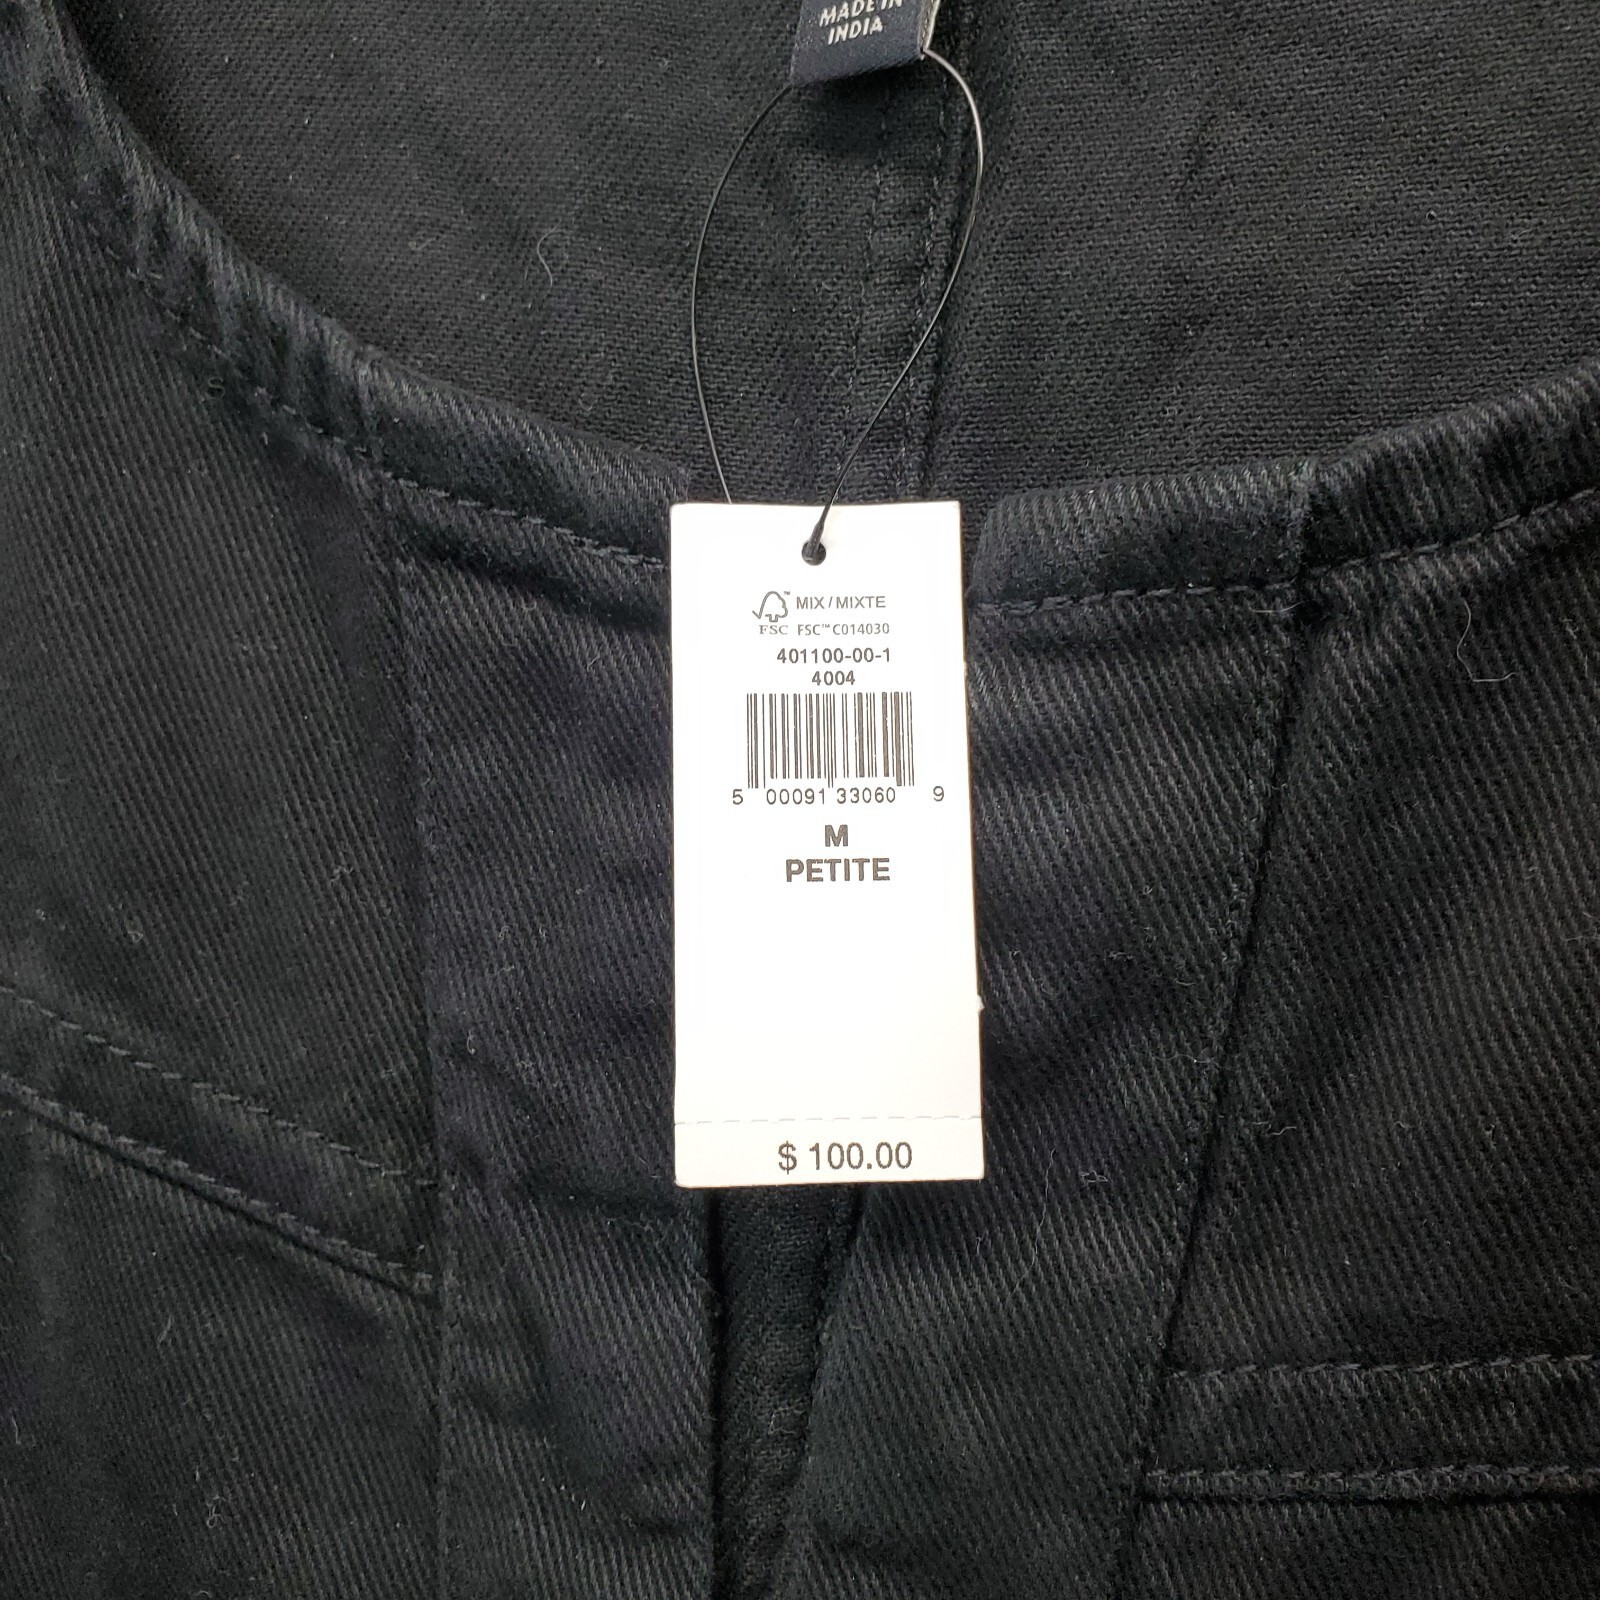 MADE IN
INDIA
MIX / MIXTE
FSC FSC™ C014030
401100-00-1
4004
5 00091 33060 9
M
PETITE
$ 100.00